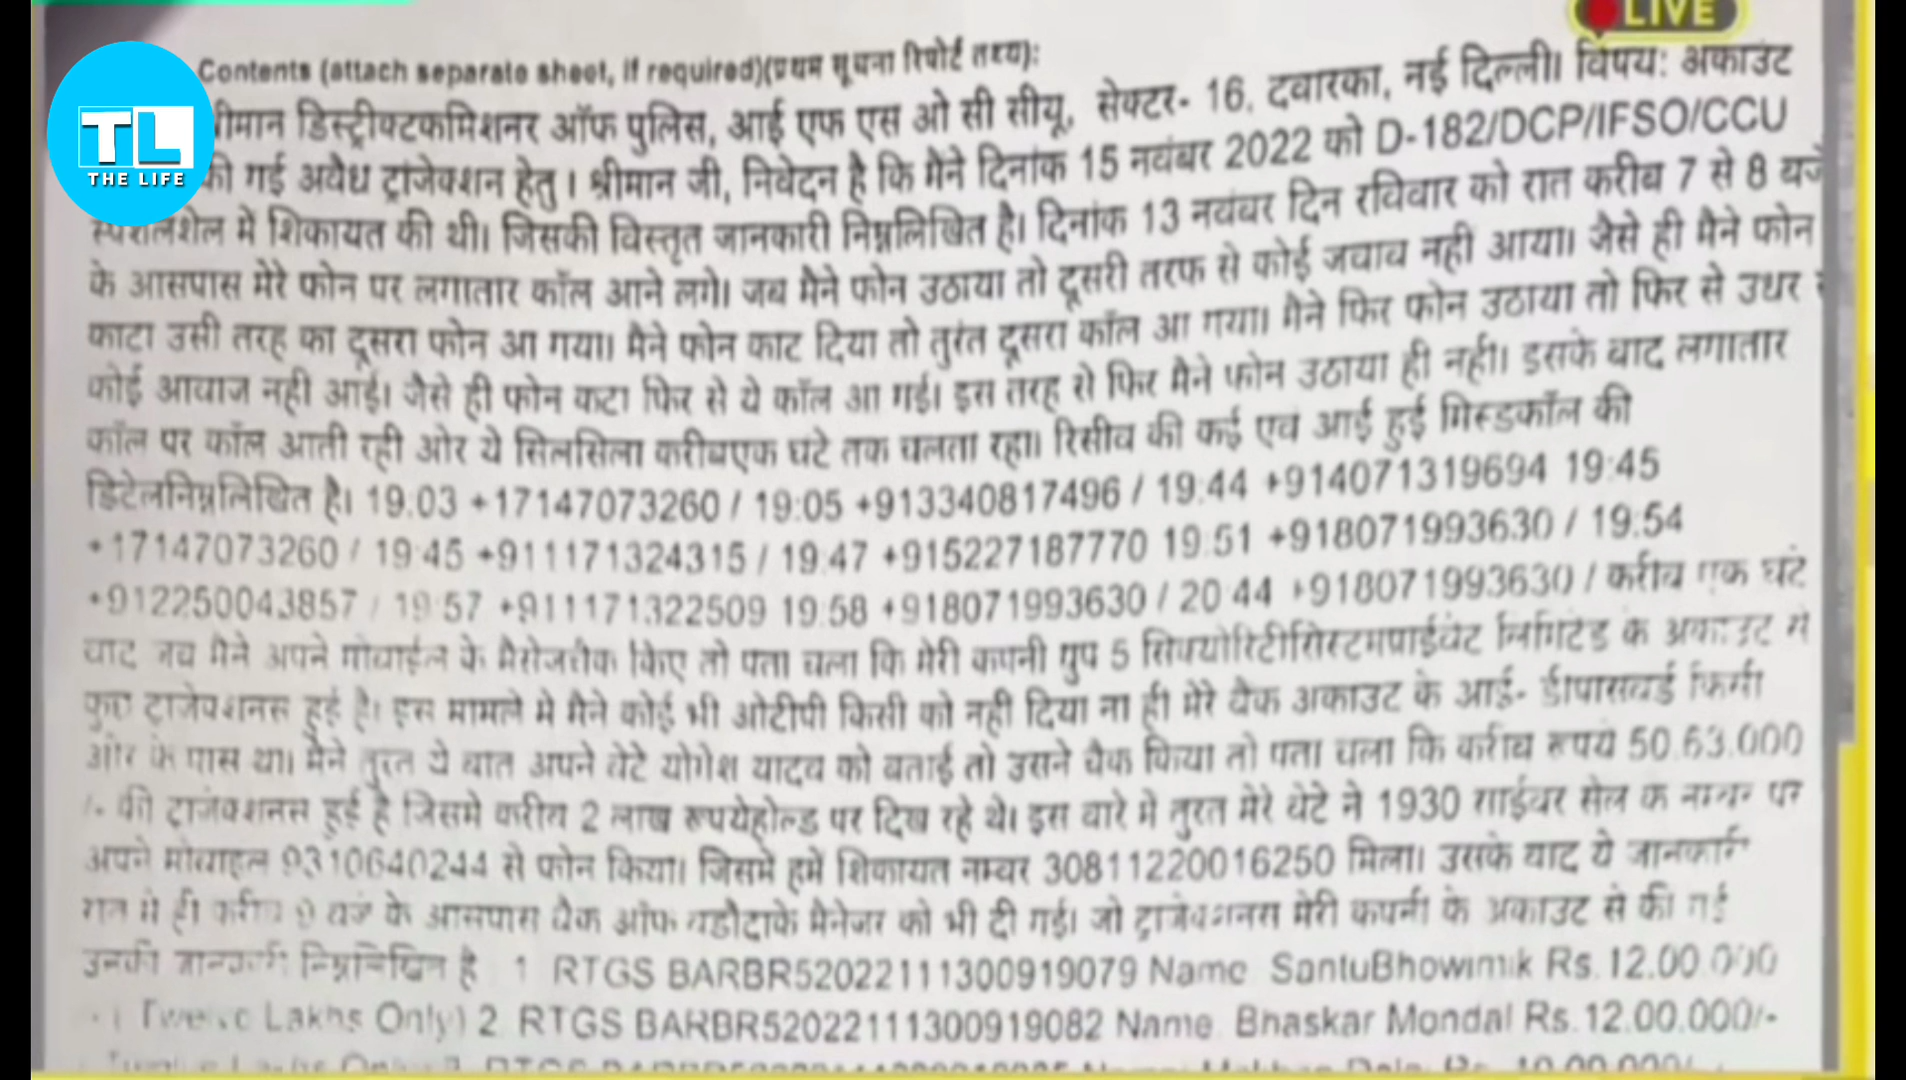 LIVE
TL
THE LIFE
Contents (attach separate sheet, if required)(प्रथम सूचना रिपोर्ट तथ्य):
श्रीमान डिस्ट्रीक्टकमिशनर ऑफ पुलिस, आई एफ एस ओ सी सीयू, सेक्टर- 16, दवारका, नई दिल्ली। विषय: अकाउंट
की गई अवैध ट्रांजेक्शन हेतु । श्रीमान जी, निवेदन है कि मैने दिनांक 15 नवंबर 2022 को D-182/DCP/IFSO/CCU
स्पेशलशेल में शिकायत की थी। जिसकी विस्तृत जानकारी निम्नलिखित है। दिनांक 13 नवंबर दिन रविवार को रात करीब 7 से 8 बजे
के आसपास मेरे फोन पर लगातार कॉल आने लगे। जब मैने फोन उठाया तो दूसरी तरफ से कोई जवाब नही आया। जैसे ही मैने फोन
काटा उसी तरह का दूसरा फोन आ गया। मैने फोन काट दिया तो तुरंत दूसरा कॉल आ गया। मैने फिर फोन उठाया तो फिर से उधर
कोई आवाज नही आई। जैसे ही फोन कटा फिर से ये कॉल आ गई। इस तरह से फिर मैने फोन उठाया ही नही। इसके बाद लगातार
कॉल पर कॉल आती रही ओर ये सिलसिला करीबएक घंटे तक चलता रहा। रिसीव की कई एवं आई हुई मिस्डकॉल की
डिटेलनिम्नलिखित है। 19.03 +17147073260 / 19:05 +913340817496 / 19:44 +914071319694 19:45
+17147073260 / 19:45 +911171324315 / 19:47 +915227187770 19:51 +918071993630 / 19:54
+912250043857 / 19:57 +911171322509 19:58 +918071993630 / 20:44 +918071993630 / करीब एक घंटे
बाद जब मैने अपने मोबाईल के मैसेजचैक किए तो पता चला कि मेरी कंपनी ग्रुप 5 सिक्योरिटीसिस्टमप्राईवेट लिमिटेड के अकाउंट से
कुछ ट्रांजेक्शनस हुई है। इस मामले मे मैने कोई भी ओटीपी किसी को नही दिया ना ही मेरे बैंक अकाउट के आई- डीपासवर्ड किसी
ओर के पास था। मैने तुरत ये बात अपने बेटे योगेश यादव को बताई तो उसने चैक किया तो पता चला कि करीब रूपये 50,63,000
/- की ट्राजंक्शनस हुई है जिसमे करीब 2 लाख रूपयेहोल्ड पर दिख रहे थे। इस बारे मे तुरत मेरे बेटे ने 1930 साईबर सेल के नम्बर पर
अपने मोबाइल 9310640244 से फोन किया। जिसमें हमें शिकायत नम्बर 30811220016250 मिला। उसके बाद ये जानकारी
रात मे ही करीब 9 बजे के आसपास बैंक ऑफ बडौदाके मैनेजर को भी दी गई। जो ट्राजेक्शनस मेरी कंपनी के अकाउट से की गई
उनकी जानकारी निम्नलिखित है 1 RTGS BARBR52022111300919079 Name SantuBhowimik Rs.12,00,000
( Twelve Lakhs Only) 2. RTGS BARBR52022111300919082 Name. Bhaskar Mondal Rs.12,00,000/-